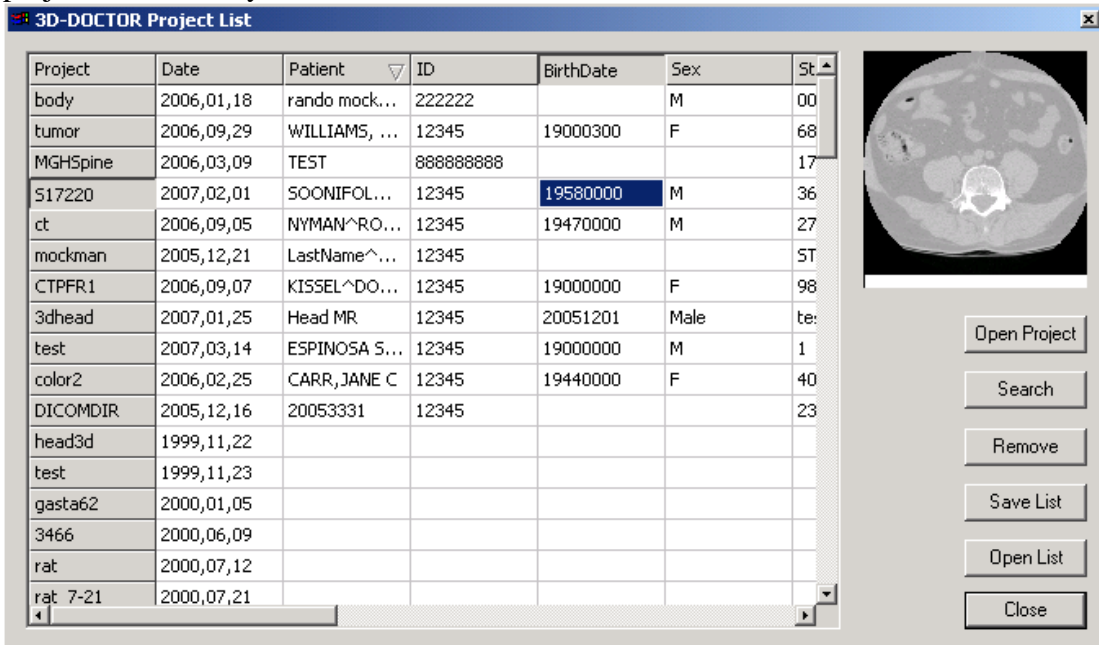 3D-DOCTOR Project List
Project Date Patient ID BirthDate Sex St
body 2006,01,18 rando mock... 222222 M 00
tumor 2006,09,29 WILLIAMS, ... 12345 19000300 F 68
MGHSpine 2006,03,09 TEST 888888888 17
S17220 2007,02,01 SOONIFOL... 12345 19580000 M 36
ct 2006,09,05 NYMAN^RO... 12345 19470000 M 27
mockman 2005,12,21 LastName^... 12345 ST
CTPFR1 2006,09,07 KISSEL^DO... 12345 19000000 F 98
3dhead 2007,01,25 Head MR 12345 20051201 Male te
test 2007,03,14 ESPINOSA S... 12345 19000000 M 1
color2 2006,02,25 CARR,JANE C 12345 19440000 F 40
DICOMDIR 2005,12,16 20053331 12345 23
head3d 1999,11,22
test 1999,11,23
gasta62 2000,01,05
3466 2000,06,09
rat 2000,07,12
rat 7-21 2000,07,21
Open Project
Search
Remove
Save List
Open List
Close